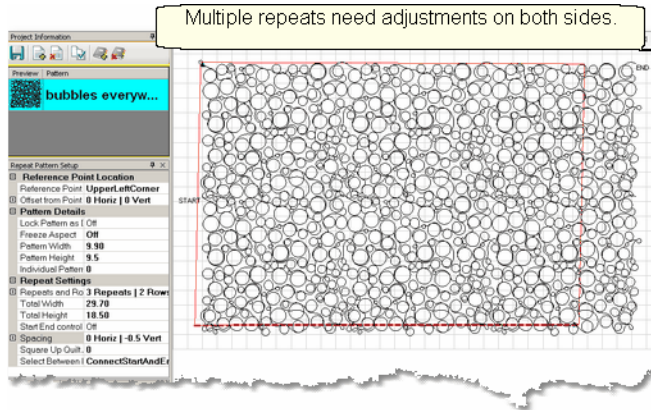 Multiple repeats need adjustments on both sides.
Project Information
Preview Pattern
bubbles everyw...
END
Repeat Pattern Setup
Reference Point Location
Reference Point UpperLeftCorner
Offset from Point 0 Horiz | 0 Vert
START
Pattern Details
Lock Pattern as [ Off
Freeze Aspect Off
Pattern Width 9.90
Pattern Height 9.5
Individual Patter 0
Repeat Settings
Repeats and Ro 3 Repeats | 2 Rows
Total Width 29.70
Total Height 18.50
Start End control Off
Spacing 0 Horiz | -0.5 Vert
Square Up Quilt. 0
Select Between I ConnectStartAndEr